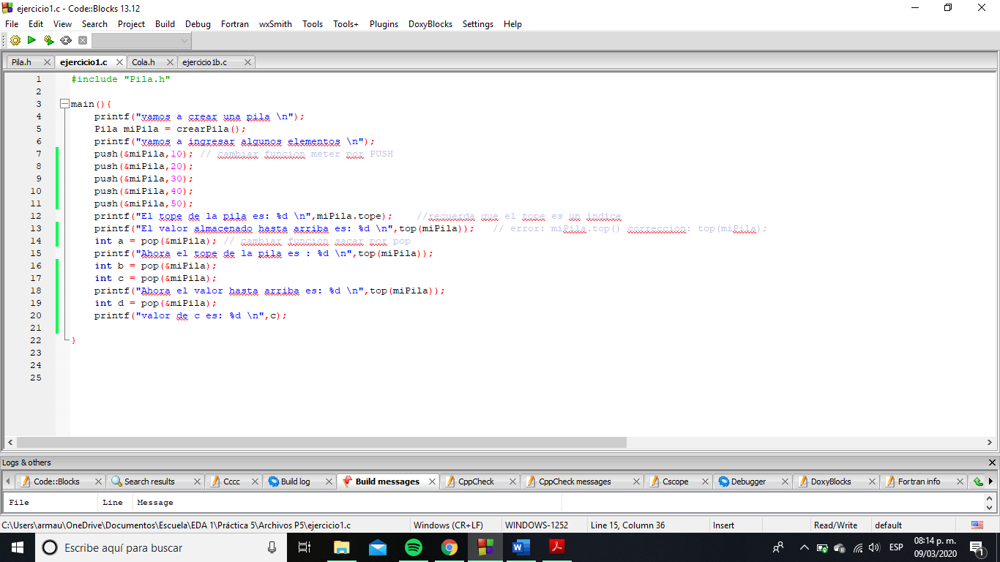 ejercicio1.c - Code::Blocks 13.12
File Edit View Search Project Build Debug Fortran wxSmith Tools Tools+ Plugins DoxyBlocks Settings Help
Pila.h ejercicio1.c Cola.h ejercicio1b.c
1 #include "Pila.h"
2
3 main(){
4 printf("vamos a crear una pila \n");
5 Pila miPila = crearPila();
6 printf("vamos a ingresar algunos elementos \n");
7 push(&miPila,10); // cambiar funcion meter por PUSH
8 push(&miPila,20);
9 push(&miPila,30);
10 push(&miPila,40);
11 push(&miPila,50);
12 printf("El tope de la pila es: %d \n",miPila.tope); //recuerda que el tope es un indice
13 printf("El valor almacenado hasta arriba es: %d \n",top(miPila)); // error: miPila.top() correccion: top(miPila);
14 int a = pop(&miPila); // cambiar funcion sacar por pop
15 printf("Ahora el tope de la pila es : %d \n",top(miPila));
16 int b = pop(&miPila);
17 int c = pop(&miPila);
18 printf("Ahora el valor hasta arriba es: %d \n",top(miPila));
19 int d = pop(&miPila);
20 printf("valor de c es: %d \n",c);
21
22 }
23
24
25
Logs & others
Code::Blocks Search results Cccc Build log Build messages CppCheck CppCheck messages Cscope Debugger DoxyBlocks Fortran info
File Line Message
C:\Users\armau\OneDrive\Documentos\Escuela\EDA 1\Práctica 5\Archivos P5\ejercicio1.c Windows (CR+LF) WINDOWS-1252 Line 15, Column 36 Insert Read/Write default
Escribe aquí para buscar ESP 08:14 p. m.
09/03/2020 1